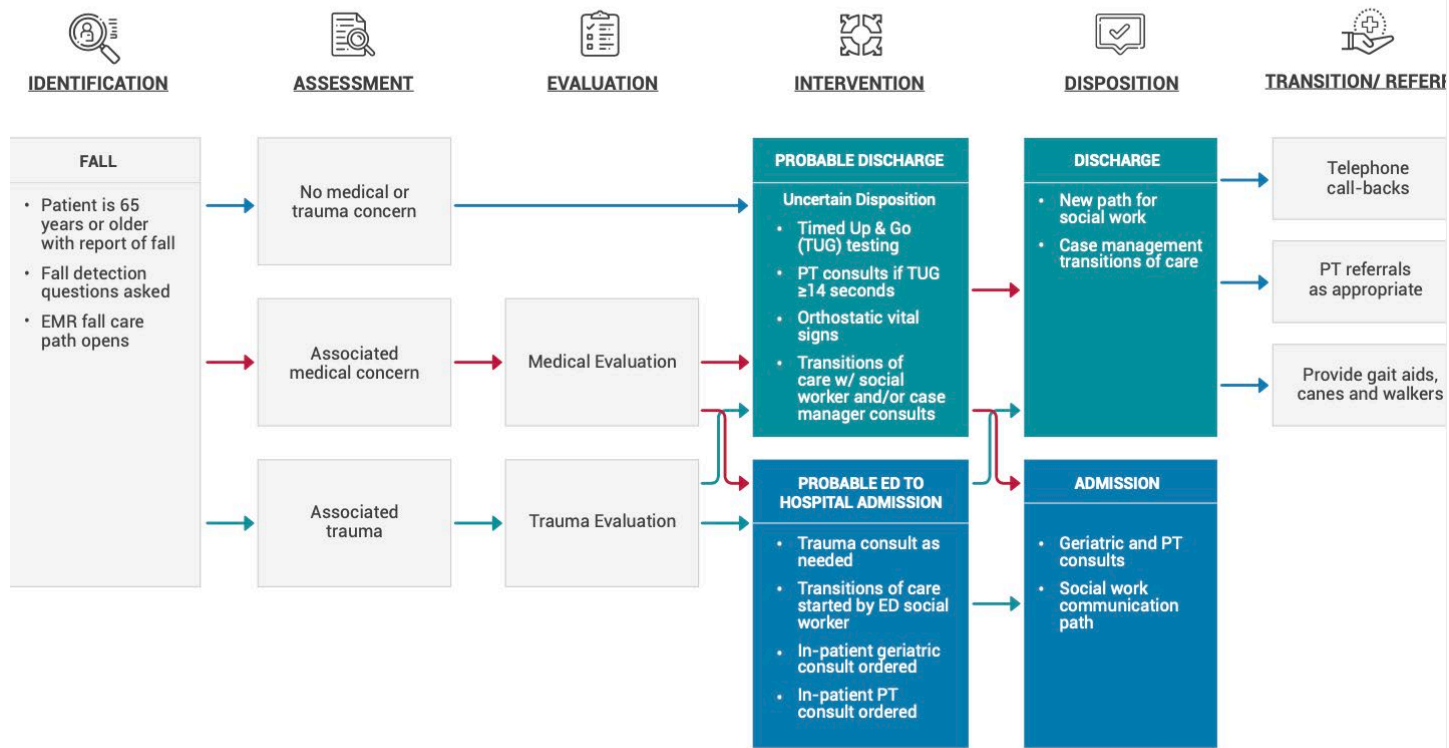 IDENTIFICATION
ASSESSMENT
EVALUATION
INTERVENTION
DISPOSITION
TRANSITION/ REFERR
FALL
• Patient is 65
years or older
with report of fall
• Fall detection
questions asked
• EMR fall care
path opens
No medical or
trauma concern
Associated
medical concern
Associated
trauma
Medical Evaluation
Trauma Evaluation
PROBABLE DISCHARGE
Uncertain Disposition
• Timed Up & Go
(TUG) testing
• PT consults if TUG
≥14 seconds
• Orthostatic vital
signs
• Transitions of
care w/ social
worker and/or case
manager consults
PROBABLE ED TO
HOSPITAL ADMISSION
• Trauma consult as
needed
• Transitions of care
started by ED social
worker
• In-patient geriatric
consult ordered
• In-patient PT
consult ordered
DISCHARGE
• New path for
social work
• Case management
transitions of care
ADMISSION
• Geriatric and PT
consults
• Social work
communication
path
Telephone
call-backs
PT referrals
as appropriate
Provide gait aids,
canes and walkers